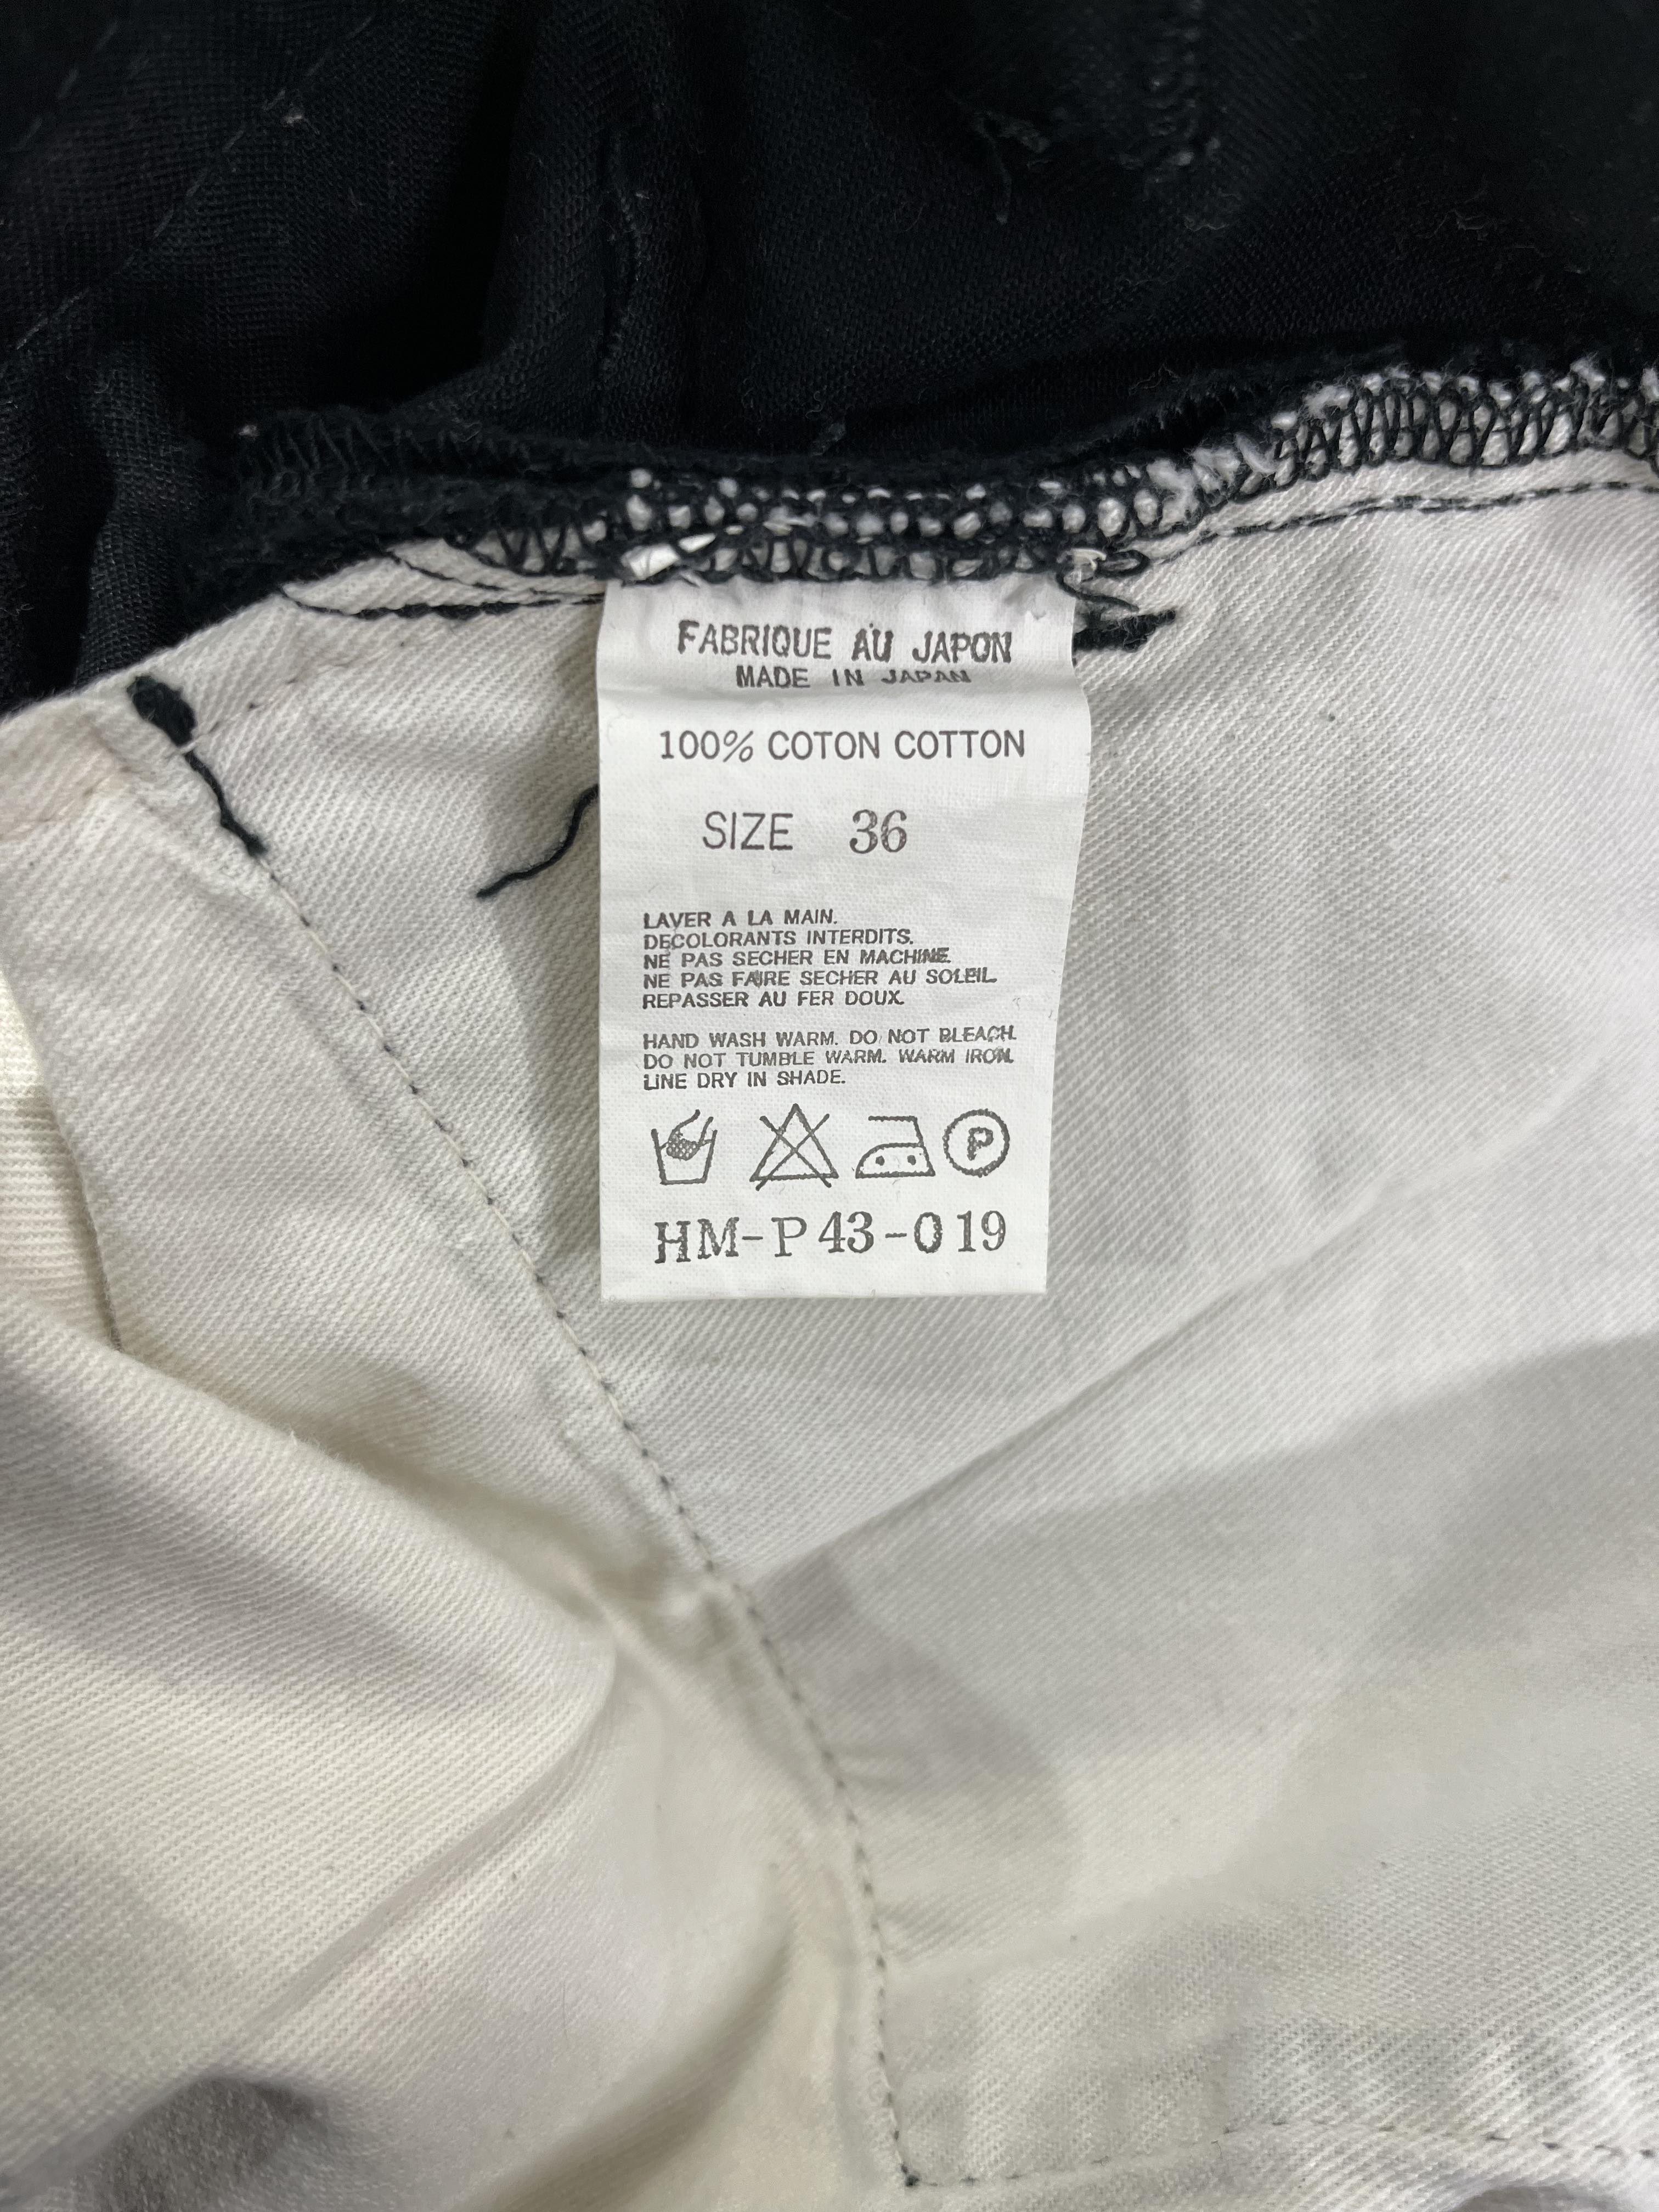 FABRIQUE AU JAPON
MADE IN JAPAN
100% COTON COTTON
SIZE 36
LAVER A LA MAIN.
DECOLORANTS INTERDITS.
NE PAS SECHER EN MACHINE.
NE PAS FAIRE SECHER AU SOLEIL.
REPASSER AU FER DOUX.
HAND WASH WARM. DO NOT BLEACH.
DO NOT TUMBLE WARM. WARM IRON.
LINE DRY IN SHADE.
P
HM-P43-019